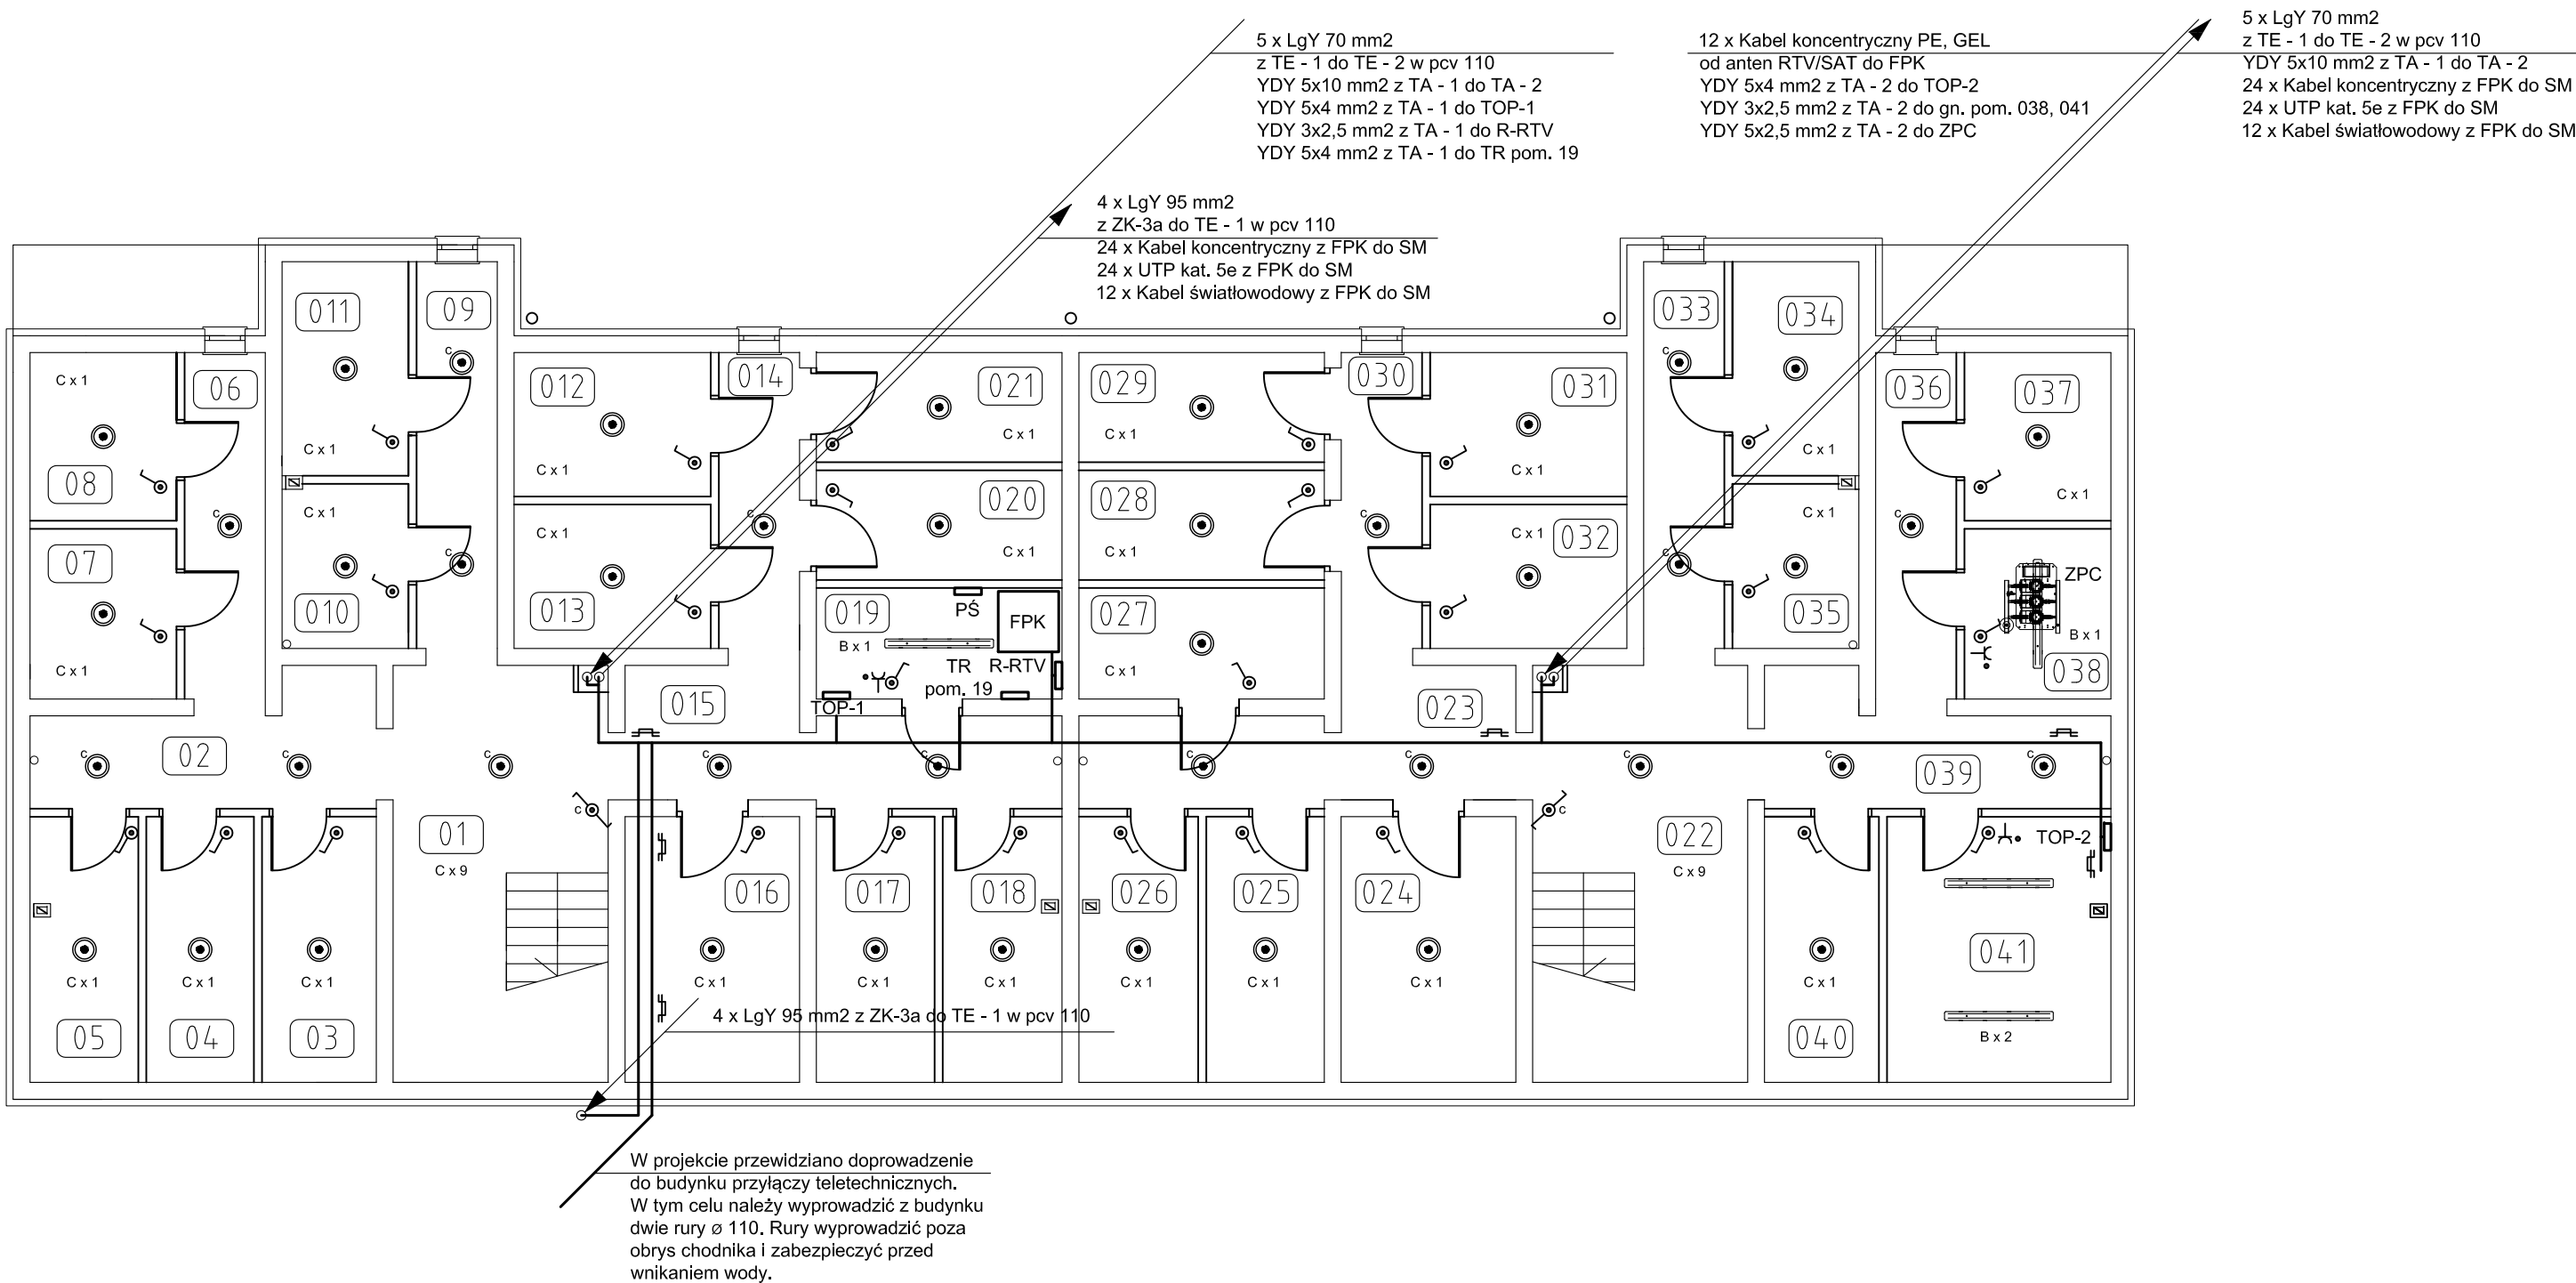 5 x LgY 70 mm2
z TE - 1 do TE - 2 w pcv 110
YDY 5x10 mm2 z TA - 1 do TA - 2
YDY 5x4 mm2 z TA - 1 do TOP-1
YDY 3x2,5 mm2 z TA - 1 do R-RTV
YDY 5x4 mm2 z TA - 1 do TR pom. 19
12 x Kabel koncentryczny PE, GEL
od anten RTV/SAT do FPK
YDY 5x4 mm2 z TA - 2 do TOP-2
YDY 3x2,5 mm2 z TA - 2 do gn. pom. 038, 041
YDY 5x2,5 mm2 z TA - 2 do ZPC
5 x LgY 70 mm2
z TE - 1 do TE - 2 w pcv 110
YDY 5x10 mm2 z TA - 1 do TA - 2
24 x Kabel koncentryczny z FPK do SM
24 x UTP kat. 5e z FPK do SM
12 x Kabel światłowodowy z FPK do SM
4 x LgY 95 mm2
z ZK-3a do TE - 1 w pcv 110
24 x Kabel koncentryczny z FPK do SM
24 x UTP kat. 5e z FPK do SM
12 x Kabel światłowodowy z FPK do SM
011
09
033
034
c
c
C x 1
06
012
014
021
029
030
031
036
037
C x 1
C x 1
C x 1
C x 1
C x 1
C x 1
C x 1
C x 1
08
020
028
C x 1
C x 1
C x 1
C x 1
C x 1
C x 1
032
c
c
c
c
07
c
c
C x 1
C x 1
ZPC
010
013
019
PŚ
FPK
027
035
B x 1
B x 1
C x 1
TR
R-RTV
pom. 19
C x 1
038
TOP-1
015
023
02
c
c
c
c
c
c
c
c
c
c
039
c
c
01
022
TOP-2
C x 9
C x 9
016
017
018
026
025
024
041
C x 1
C x 1
C x 1
C x 1
C x 1
C x 1
C x 1
C x 1
C x 1
C x 1
4 x LgY 95 mm2 z ZK-3a do TE - 1 w pcv 110
05
04
03
040
B x 2
W projekcie przewidziano doprowadzenie
do budynku przyłączy teletechnicznych.
W tym celu należy wyprowadzić z budynku
dwie rury ø 110. Rury wyprowadzić poza
obrys chodnika i zabezpieczyć przed
wnikaniem wody.